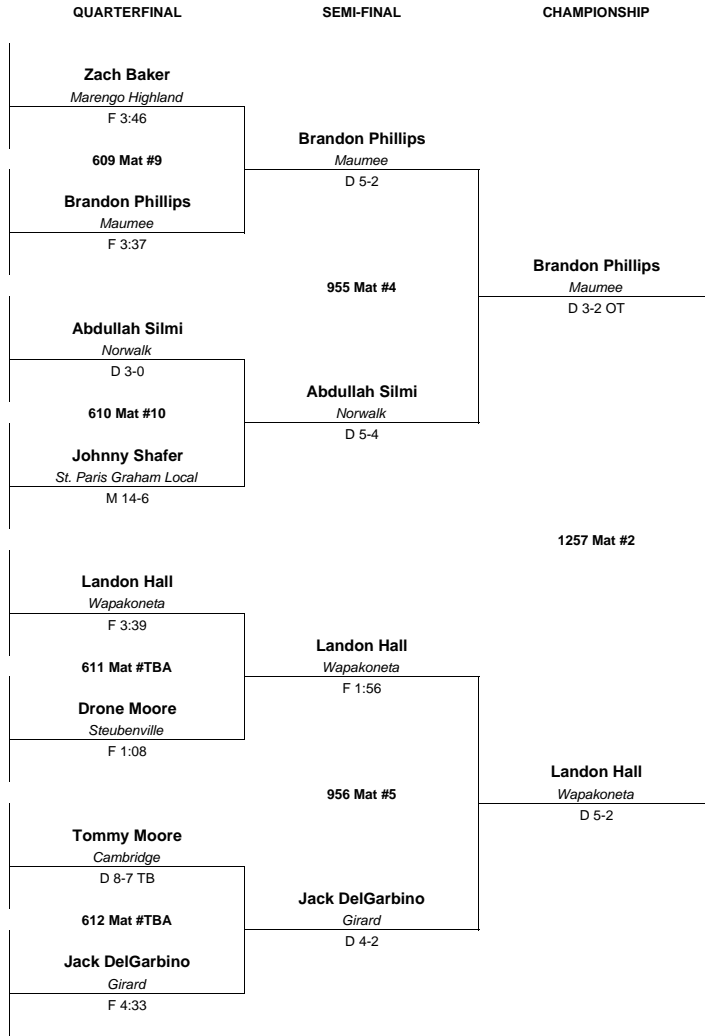 QUARTERFINAL
SEMI-FINAL
CHAMPIONSHIP
Zach Baker
Marengo Highland
F 3:46
609 Mat #9
Brandon Phillips
Maumee
F 3:37
Brandon Phillips
Maumee
D 5-2
Abdullah Silmi
Norwalk
D 3-0
610 Mat #10
Johnny Shafer
St. Paris Graham Local
M 14-6
955 Mat #4
Abdullah Silmi
Norwalk
D 5-4
Brandon Phillips
Maumee
D 3-2 OT
1257 Mat #2
Landon Hall
Wapakoneta
F 3:39
611 Mat #TBA
Drone Moore
Steubenville
F 1:08
Landon Hall
Wapakoneta
F 1:56
956 Mat #5
Tommy Moore
Cambridge
D 8-7 TB
612 Mat #TBA
Jack DelGarbino
Girard
F 4:33
Jack DelGarbino
Girard
D 4-2
Landon Hall
Wapakoneta
D 5-2